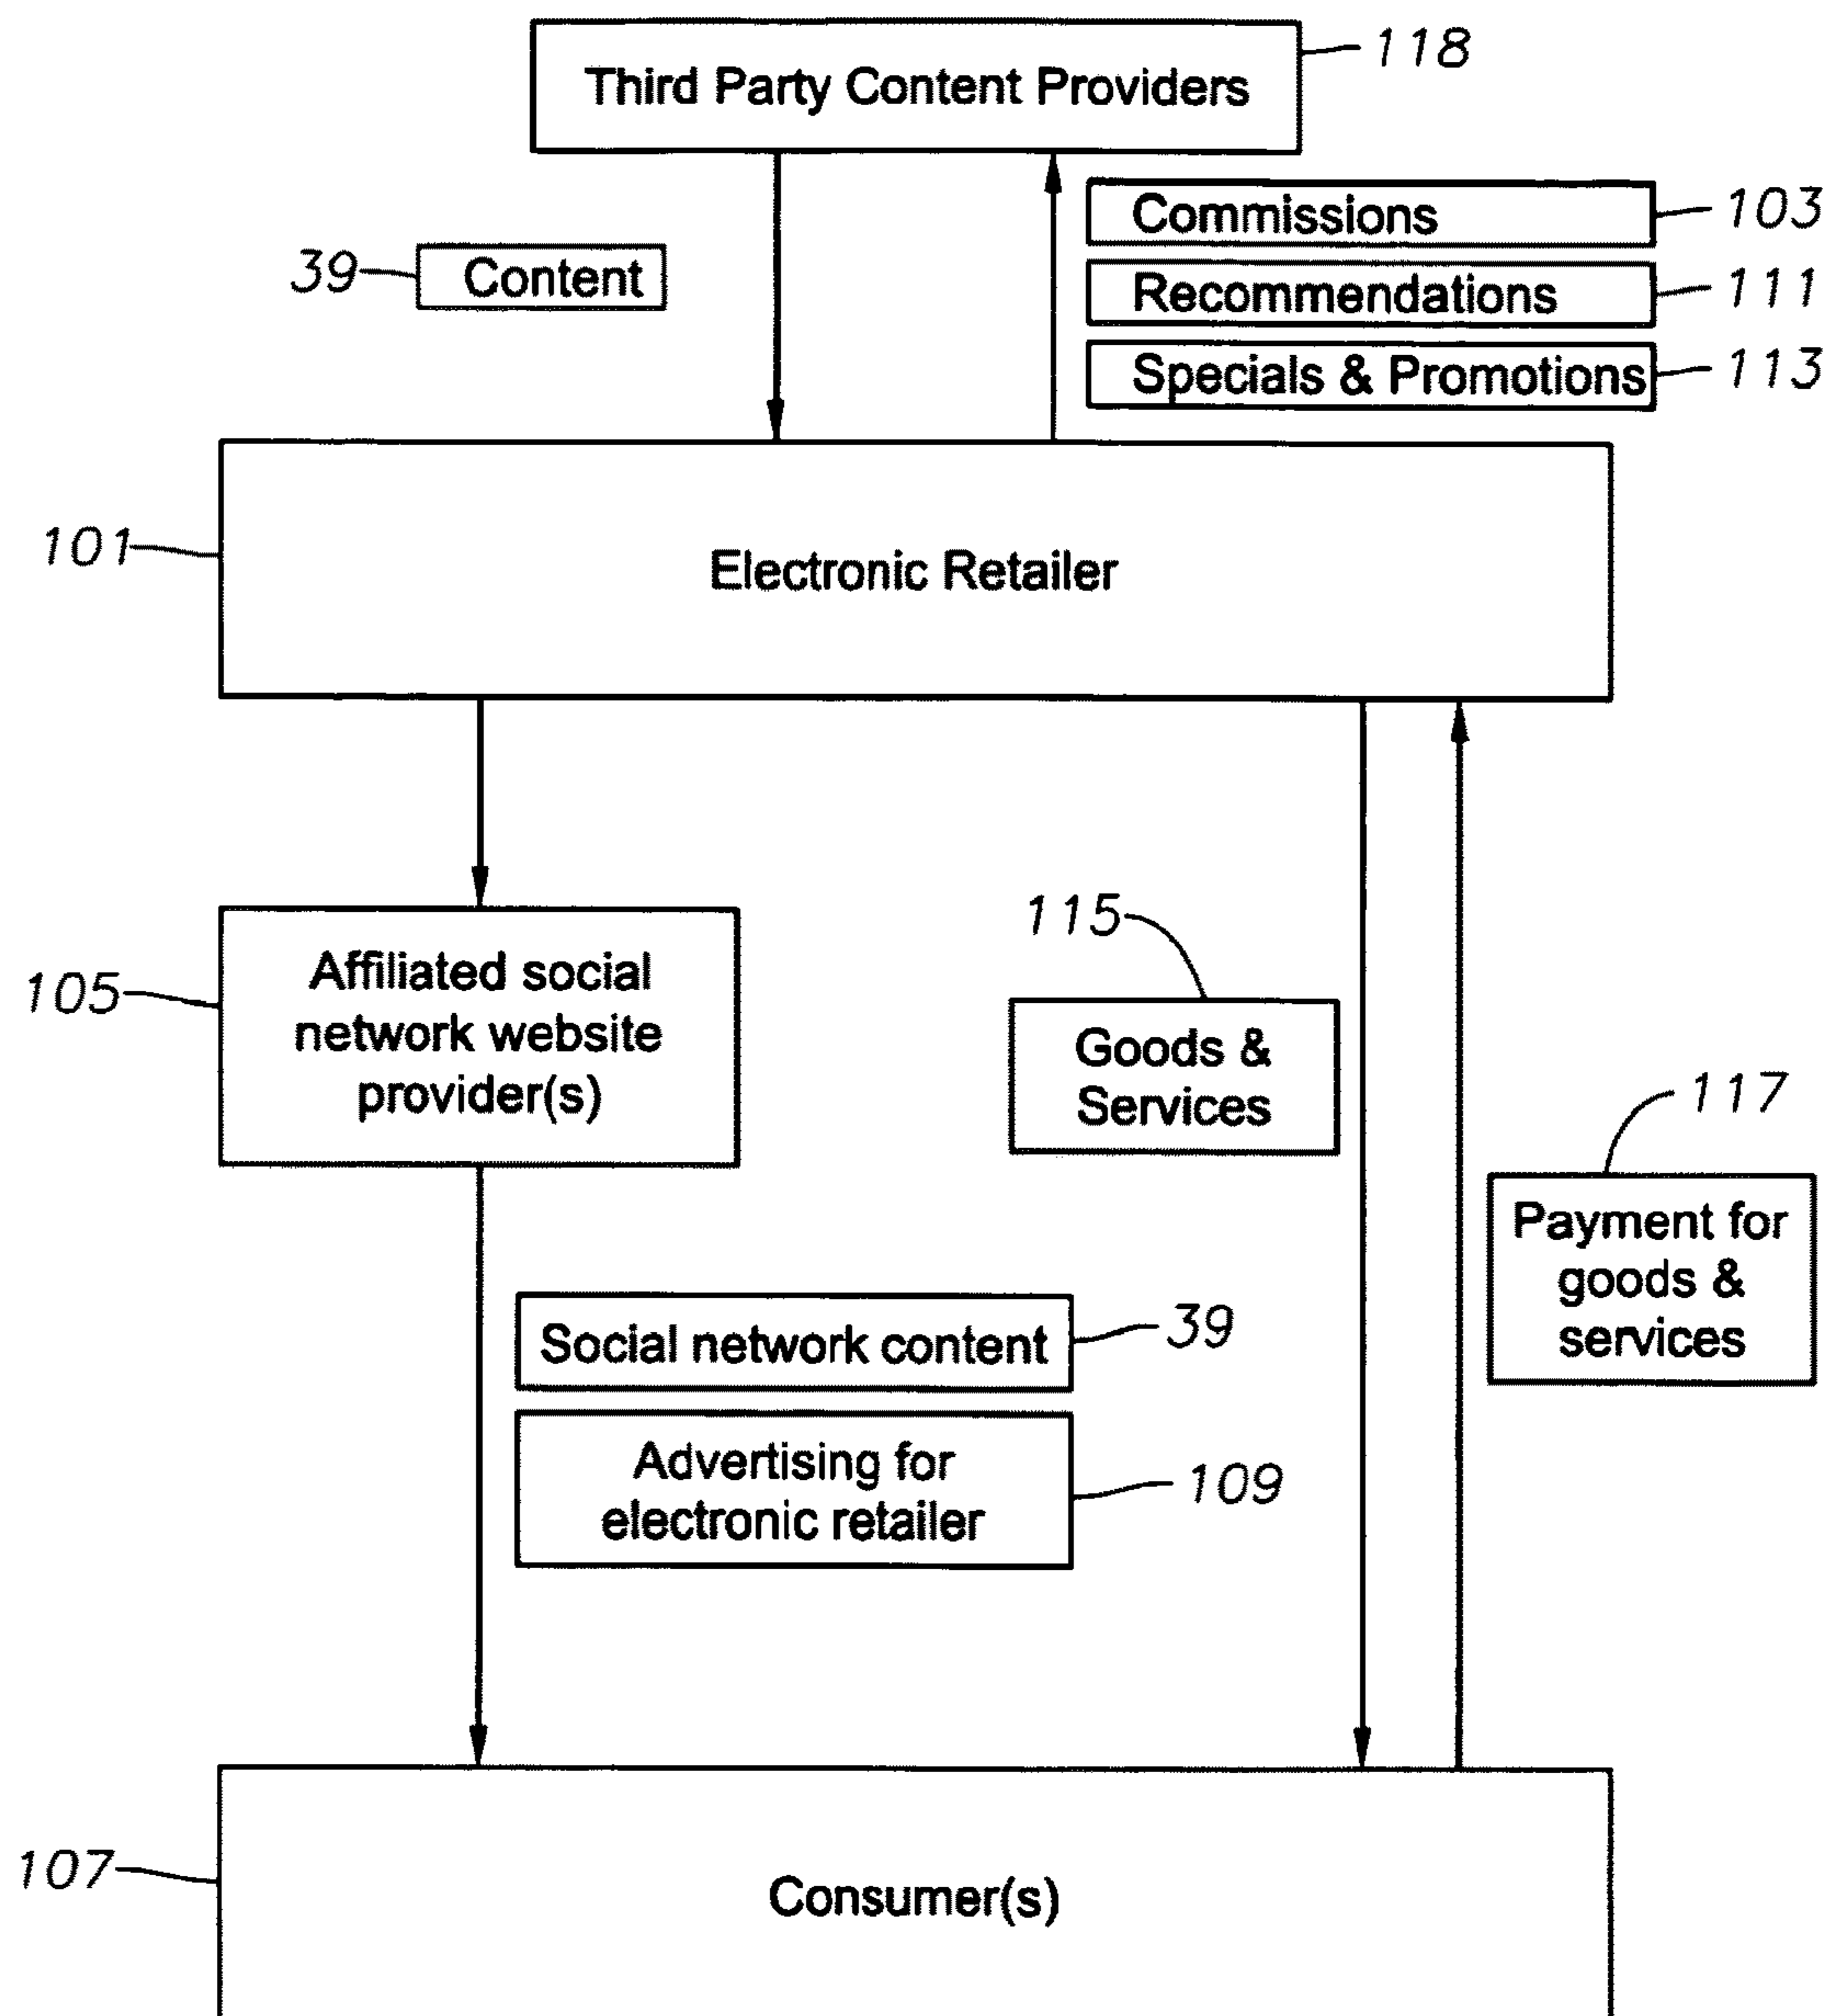 Third Party Content Providers
118
Commissions
103
39
Content
Recommendations
111
Specials & Promotions
113
101
Electronic Retailer
105
Affiliated social
network website
provider(s)
115
Goods &
Services
117
Payment for
goods &
services
Social network content
39
Advertising for
electronic retailer
109
107
Consumer(s)